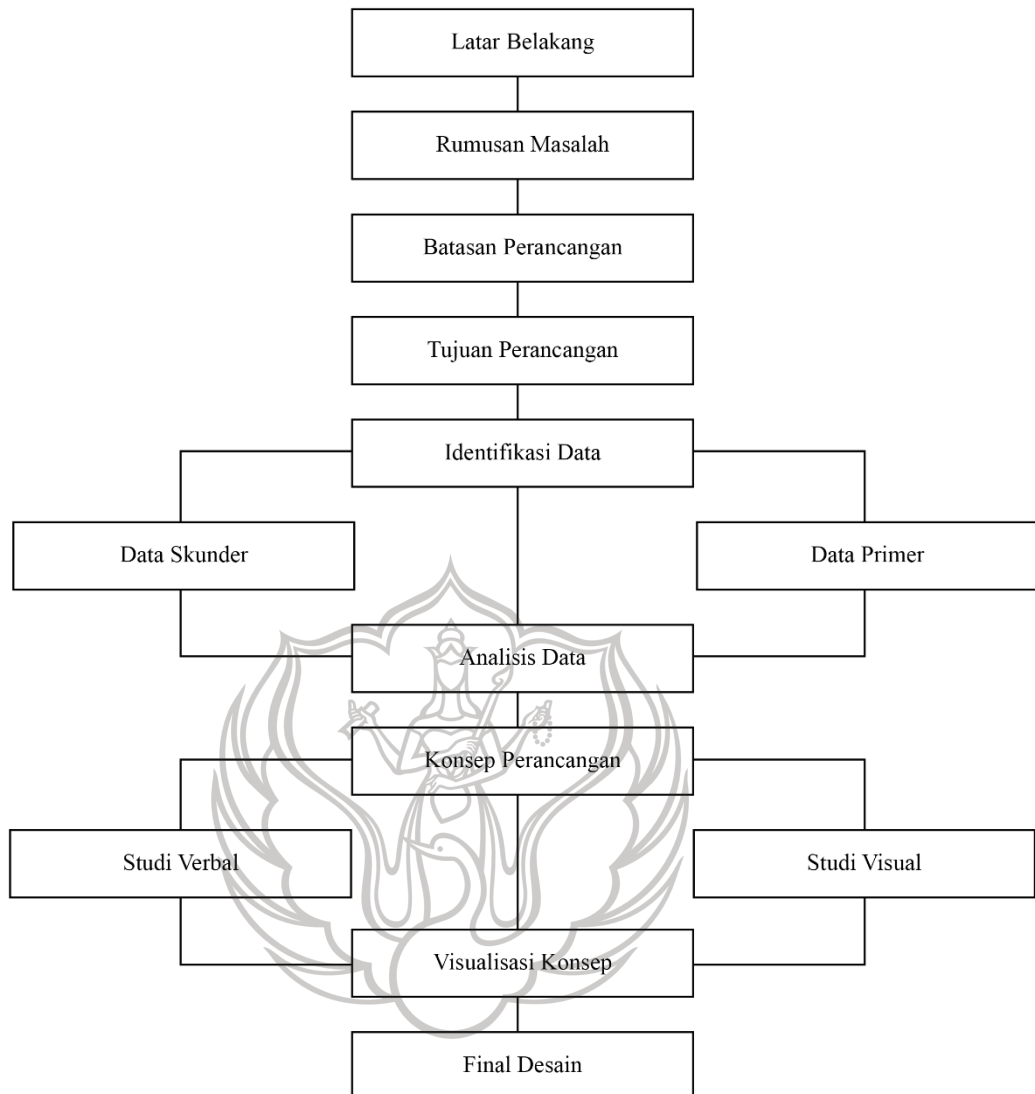 Latar Belakang
Rumusan Masalah
Batasan Perancangan
Tujuan Perancangan
Identifikasi Data
Data Skunder
Data Primer
Analisis Data
Konsep Perancangan
Studi Verbal
Studi Visual
Visualisasi Konsep
Final Desain